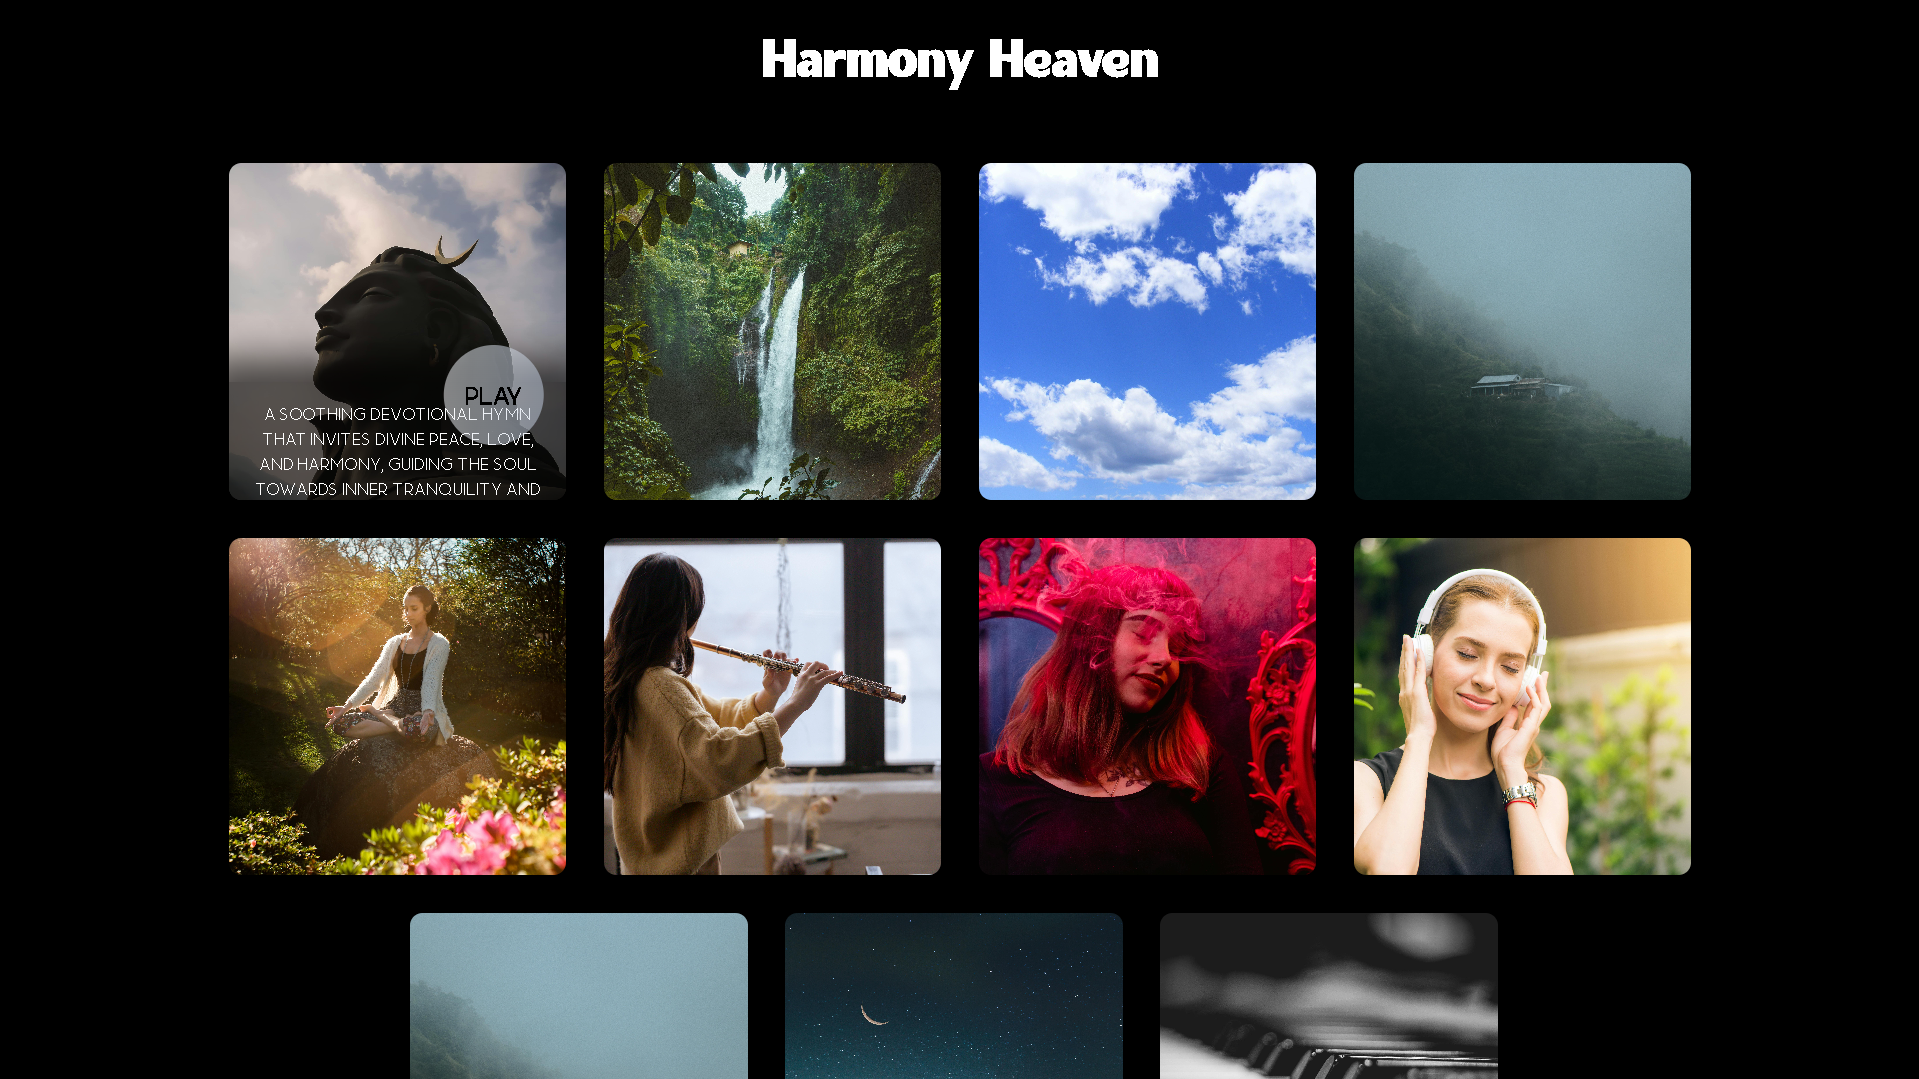 Harmony Heaven
PLAY
A SOOTHING DEVOTIONAL HYMN
THAT INVITES DIVINE PEACE, LOVE,
AND HARMONY, GUIDING THE SOUL
TOWARDS INNER TRANQUILITY AND